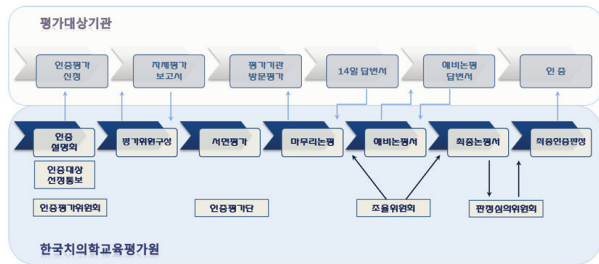 평가대상기관
인증평가
신청
자체평가
보고서
평가기관
방문평가
14일 답변서
예비논평
답변서
인 증
인증
설명회
평가위원구성
서면평가
마무리논평
예비논평서
최종논평서
최종인증판정
인증대상
선정통보
인증평가위원회
인증평가단
조율위원회
판정심의위원회
한국치의학교육평가원